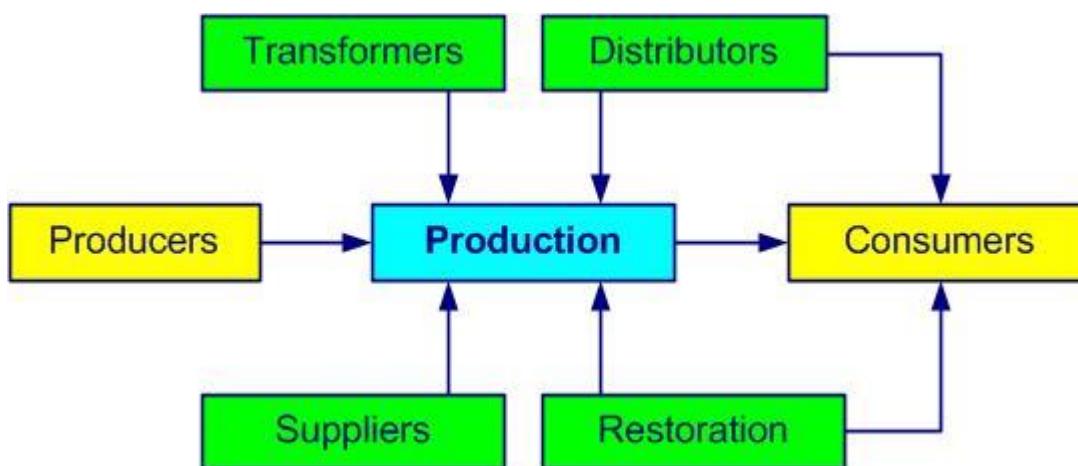 Transformers
Distributors
Producers
Production
Consumers
Suppliers
Restoration